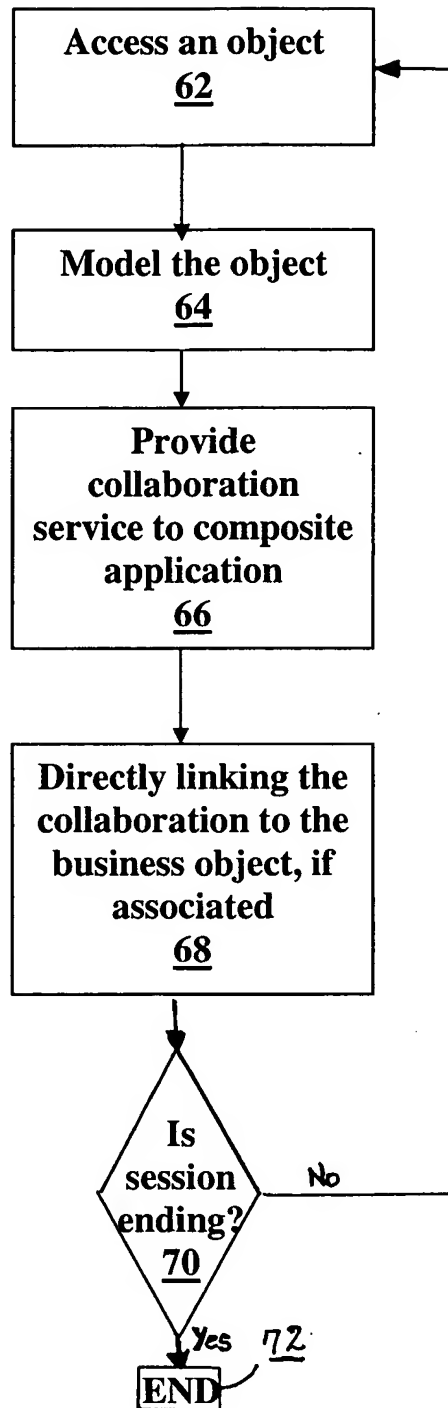 Access an object
62
Model the object
64
Provide
collaboration
service to composite
application
66
Directly linking the
collaboration to the
business object, if
associated
68
Is
session
ending?
70
No
Yes
72
END